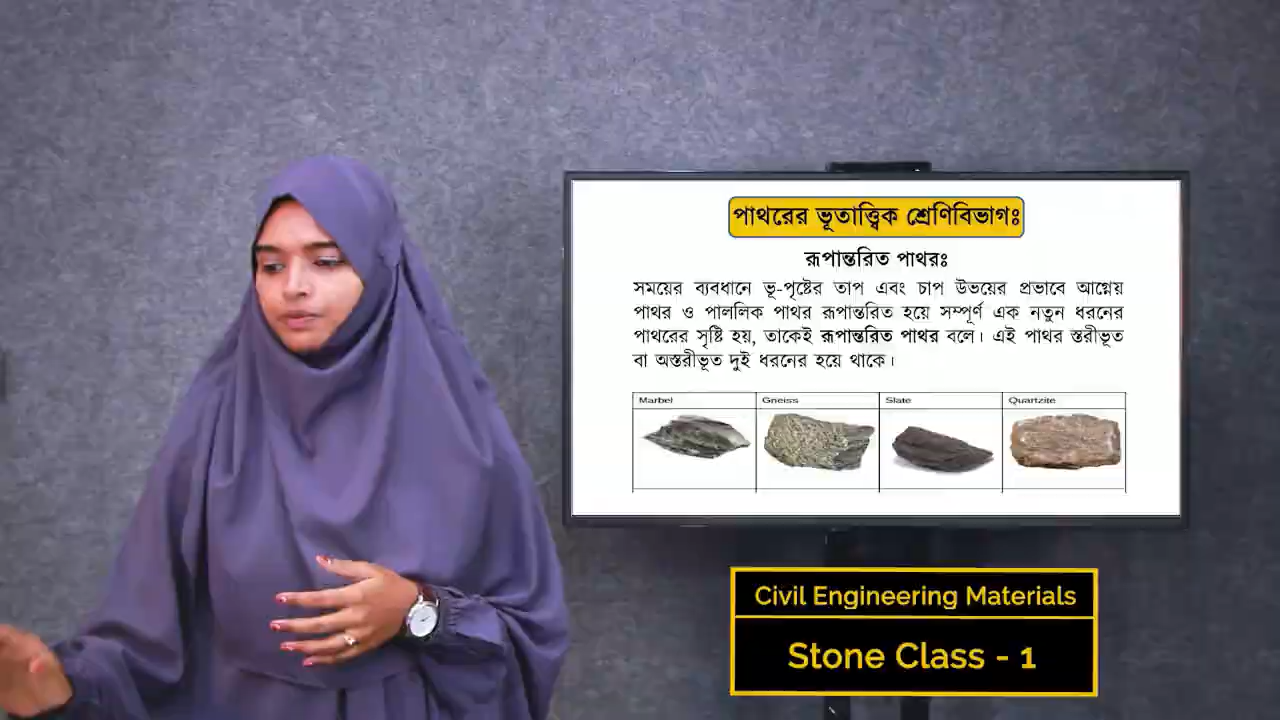 পাথরের ভূতাত্ত্বিক শ্রেণিবিভাগঃ
রূপান্তরিত পাথরঃ
সময়ের ব্যবধানে ভূ-পৃষ্টের তাপ এবং চাপ উভয়ের প্রভাবে আগ্নেয়
পাথর ও পাললিক পাথর রূপান্তরিত হয়ে সম্পূর্ণ এক নতুন ধরনের
পাথরের সৃষ্টি হয়, তাকেই রূপান্তরিত পাথর বলে। এই পাথর স্তরীভূত
বা অস্তরীভূত দুই ধরনের হয়ে থাকে।
Marbel Gneiss Slate Quartzite
Civil Engineering Materials
Stone Class - 1